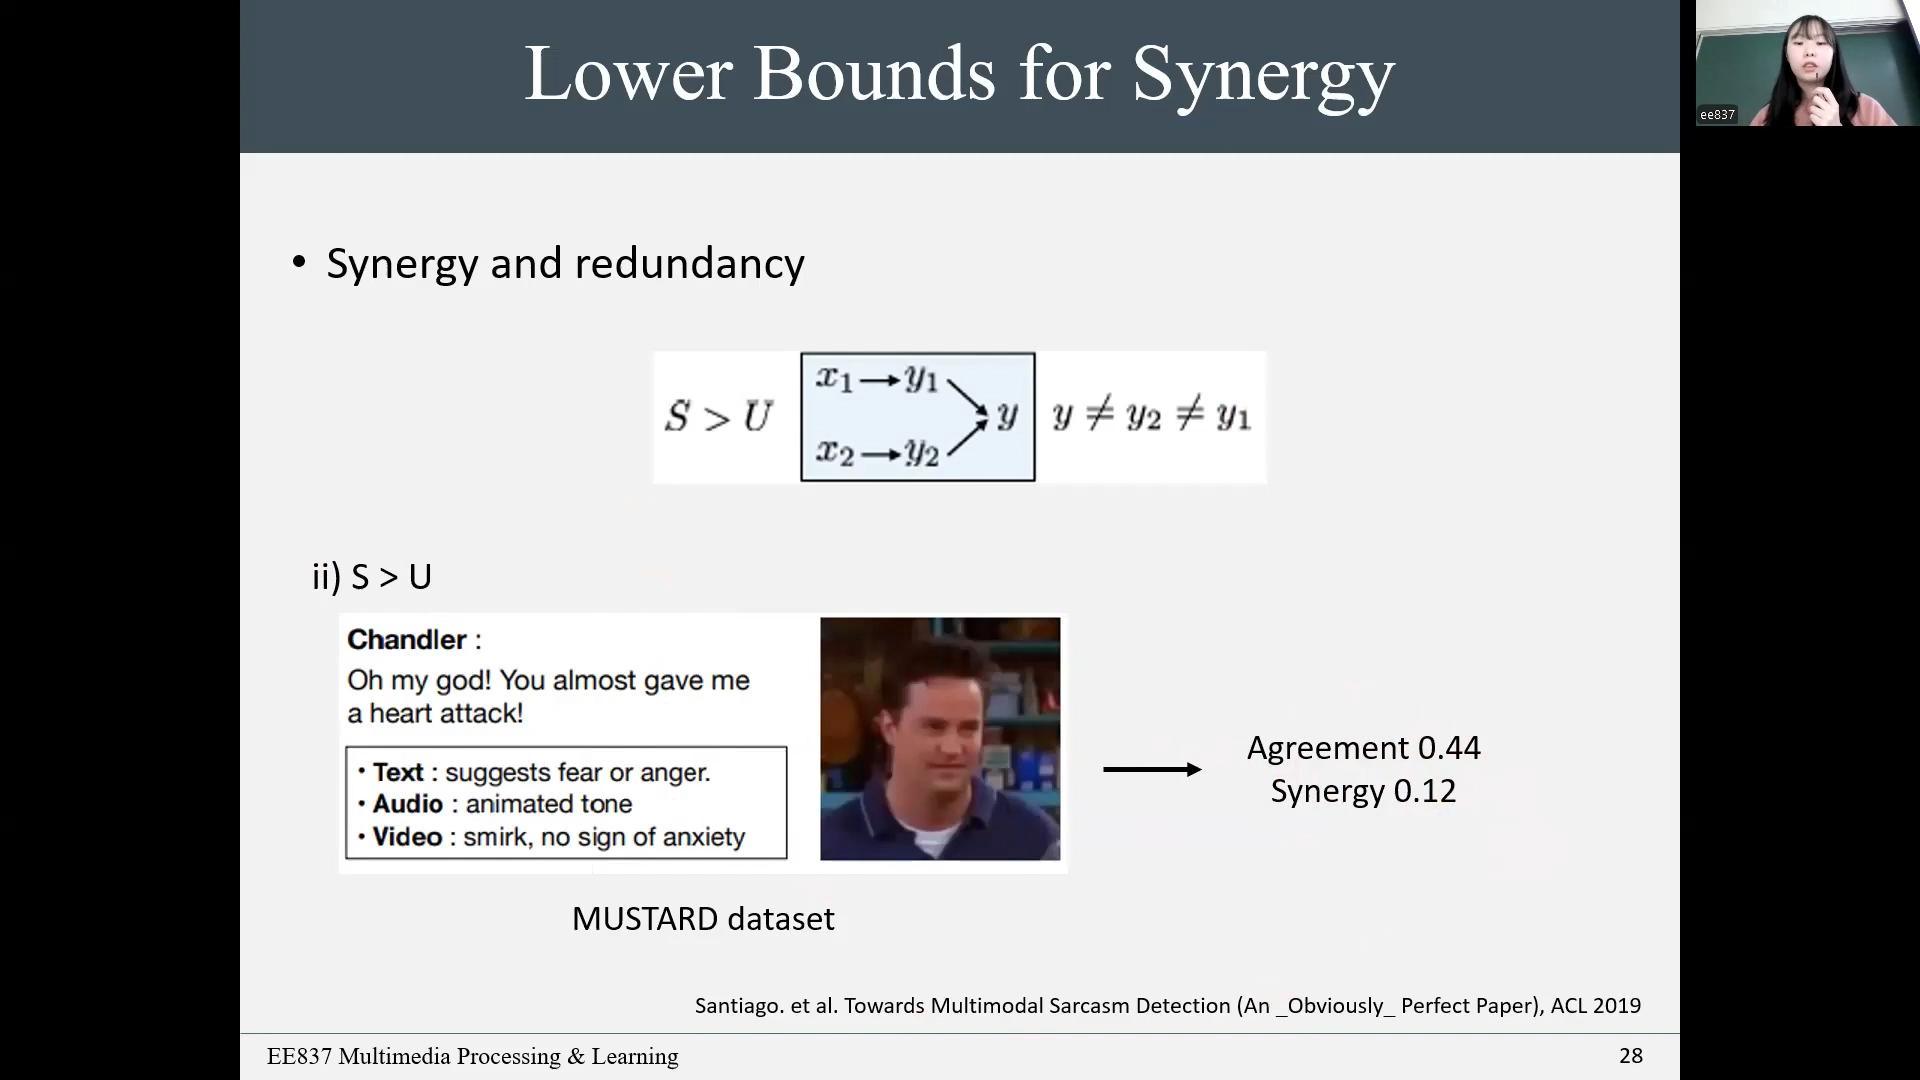 Lower Bounds for Synergy
ee837
• Synergy and redundancy
S > U
x₁ → y₁
y
x₂ → y₂
y ≠ y₂ ≠ y₁
ii) S > U
Chandler :
Oh my god! You almost gave me
a heart attack!
• Text : suggests fear or anger.
• Audio : animated tone
• Video : smirk, no sign of anxiety
Agreement 0.44
Synergy 0.12
MUSTARD dataset
Santiago. et al. Towards Multimodal Sarcasm Detection (An _Obviously_ Perfect Paper), ACL 2019
EE837 Multimedia Processing & Learning
28